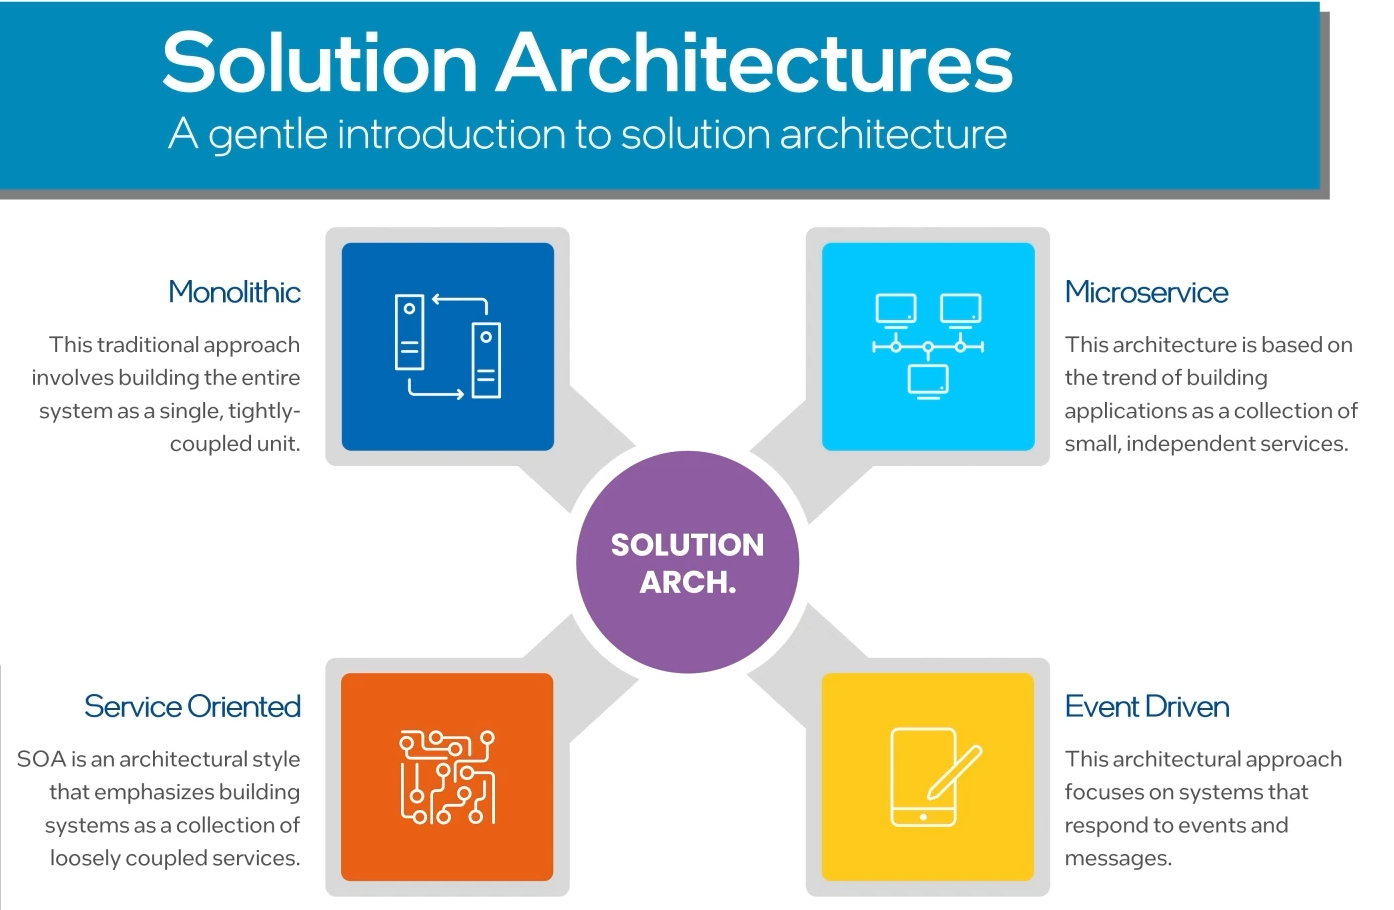 Solution Architectures
A gentle introduction to solution architecture
Monolithic
This traditional approach
involves building the entire
system as a single, tightly-
coupled unit.
Microservice
This architecture is based on
the trend of building
applications as a collection of
small, independent services.
SOLUTION
ARCH.
Service Oriented
SOA is an architectural style
that emphasizes building
systems as a collection of
loosely coupled services.
Event Driven
This architectural approach
focuses on systems that
respond to events and
messages.